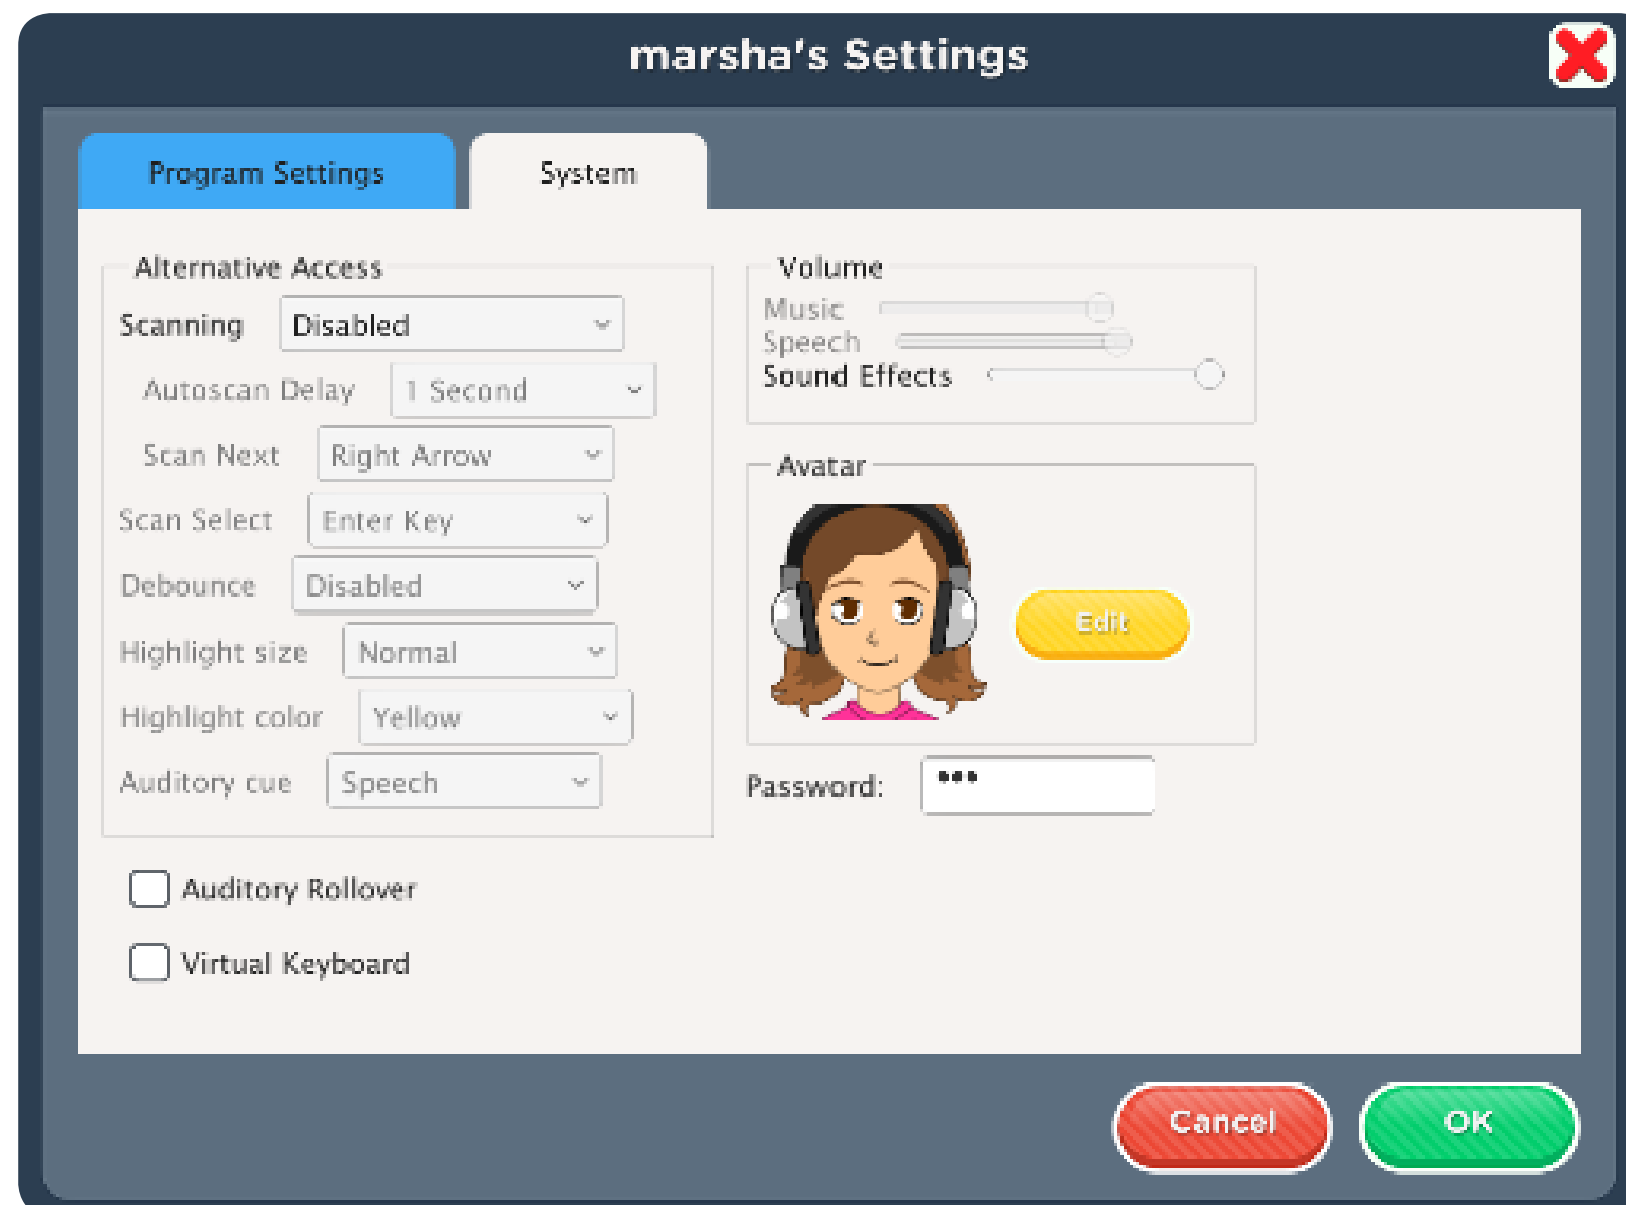 marsha's Settings
Program Settings
System
Alternative Access
Scanning Disabled
Autoscan Delay 1 Second
Scan Next Right Arrow
Scan Select Enter Key
Debounce Disabled
Highlight size Normal
Highlight color Yellow
Auditory cue Speech
Auditory Rollover
Virtual Keyboard
Volume
Music
Speech
Sound Effects
Avatar
Edit
Password: •••
Cancel
OK